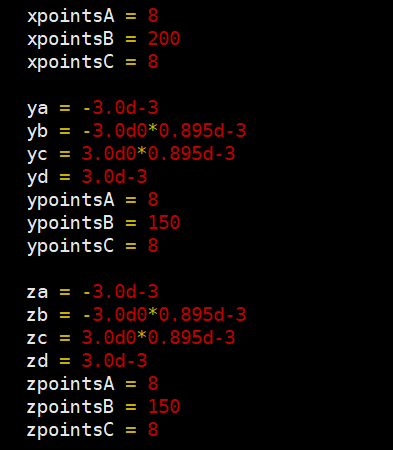 xpointsA = 8
xpointsB = 200
xpointsC = 8
ya = -3.0d-3
yb = -3.0d0*0.895d-3
yc = 3.0d0*0.895d-3
yd = 3.0d-3
ypointsA = 8
ypointsB = 150
ypointsC = 8
za = -3.0d-3
zb = -3.0d0*0.895d-3
zc = 3.0d0*0.895d-3
zd = 3.0d-3
zpointsA = 8
zpointsB = 150
zpointsC = 8